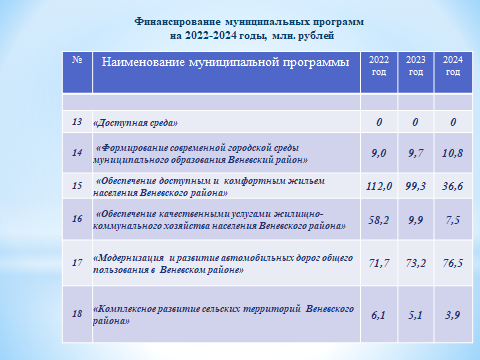 Финансирование муниципальных программ
на 2022-2024 годы, млн. рублей
№ Наименование муниципальной программы 2022 год 2023 год 2024 год
13 «Доступная среда» 0 0 0
14 «Формирование современной городской среды
муниципального образования Веневский район» 9,0 9,7 10,8
15 «Обеспечение доступным и комфортным жильем
населения Веневского района» 112,0 99,3 36,6
16 «Обеспечение качественными услугами жилищно-
коммунального хозяйства населения Веневского района» 58,2 9,9 7,5
17 «Модернизация и развитие автомобильных дорог общего
пользования в Веневском районе» 71,7 73,2 76,5
18 «Комплексное развитие сельских территорий Веневского
района» 6,1 5,1 3,9